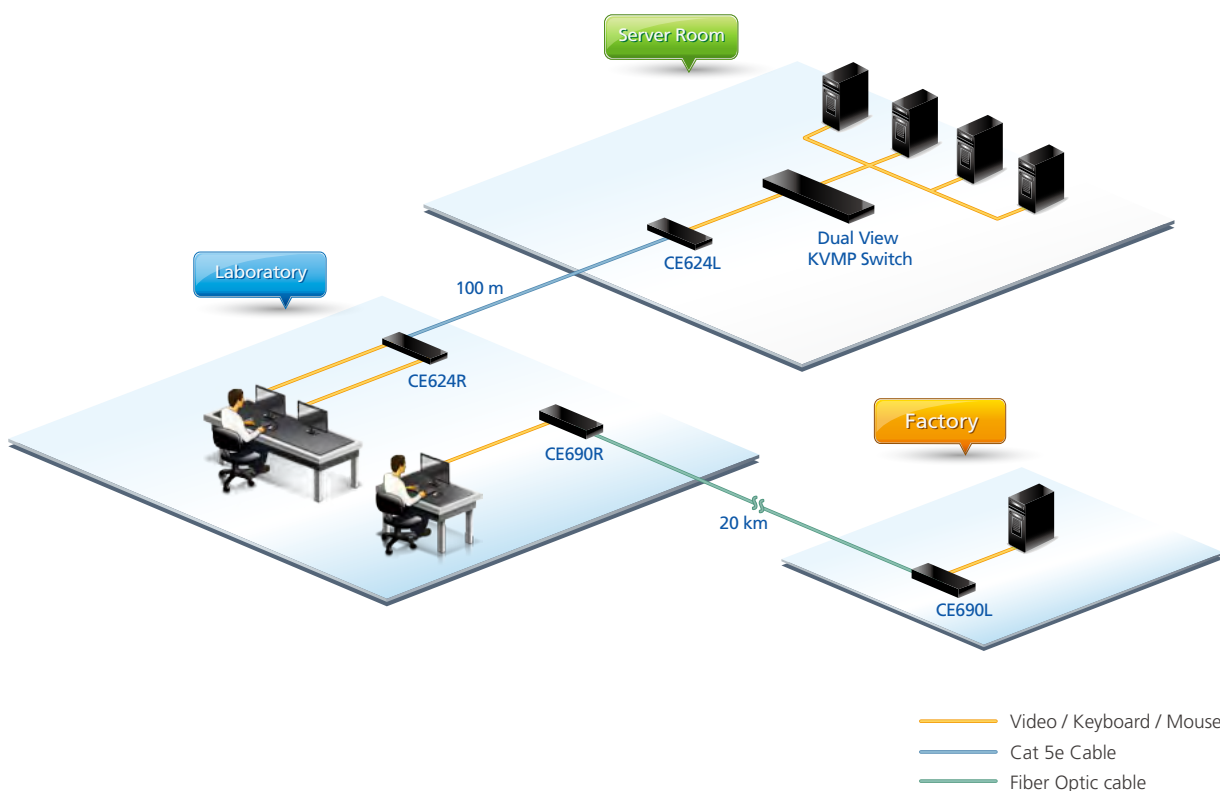 Server Room
Dual View
KVMP Switch
CE624L
Laboratory
100 m
CE624R
CE690R
Factory
20 km
CE690L
Video / Keyboard / Mouse
Cat 5e Cable
Fiber Optic cable